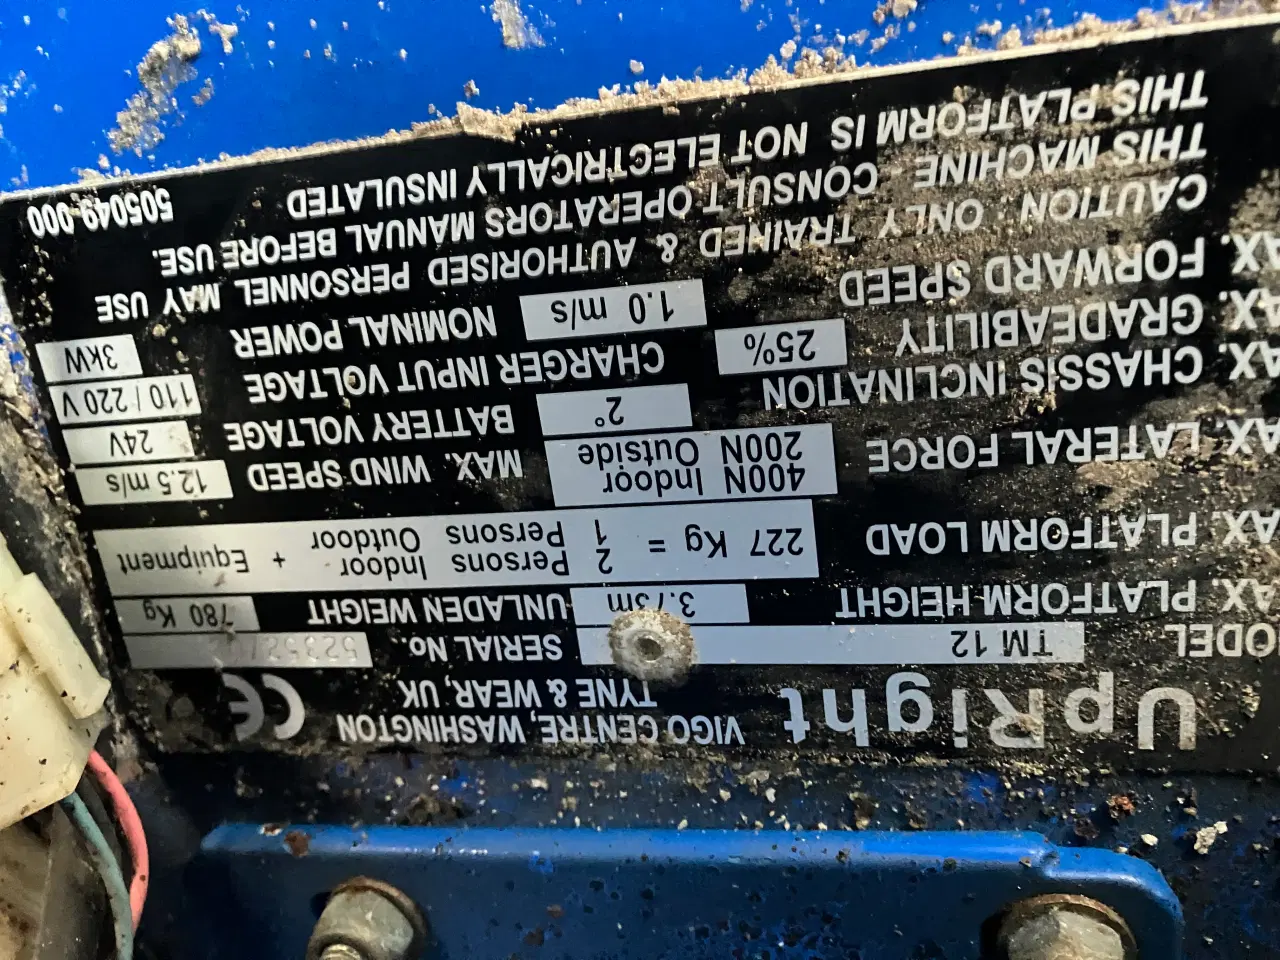 UpRight VIGO CENTRE, WASHINGTON
TYNE & WEAR, UK CE
MODEL TM 12 SERIAL No.
AX. PLATFORM HEIGHT 3.73m UNLADEN WEIGHT 780 Kg
AX. PLATFORM LOAD 227 Kg = 2 Persons Indoor + Equipment
1 Persons Outdoor
AX. LATERAL FORCE 400N Indoor
200N Outside
MAX. WIND SPEED 12.5 m/s
AX. CHASSIS INCLINATION 2° BATTERY VOLTAGE 24V
AX. GRADEABILITY 25% CHARGER INPUT VOLTAGE 110 / 220 V
AX. FORWARD SPEED 1.0 m/s NOMINAL POWER 3kW
CAUTION ONLY TRAINED & AUTHORISED PERSONNEL MAY USE
THIS MACHINE - CONSULT OPERATORS MANUAL BEFORE USE.
THIS PLATFORM IS NOT ELECTRICALLY INSULATED 505049-000